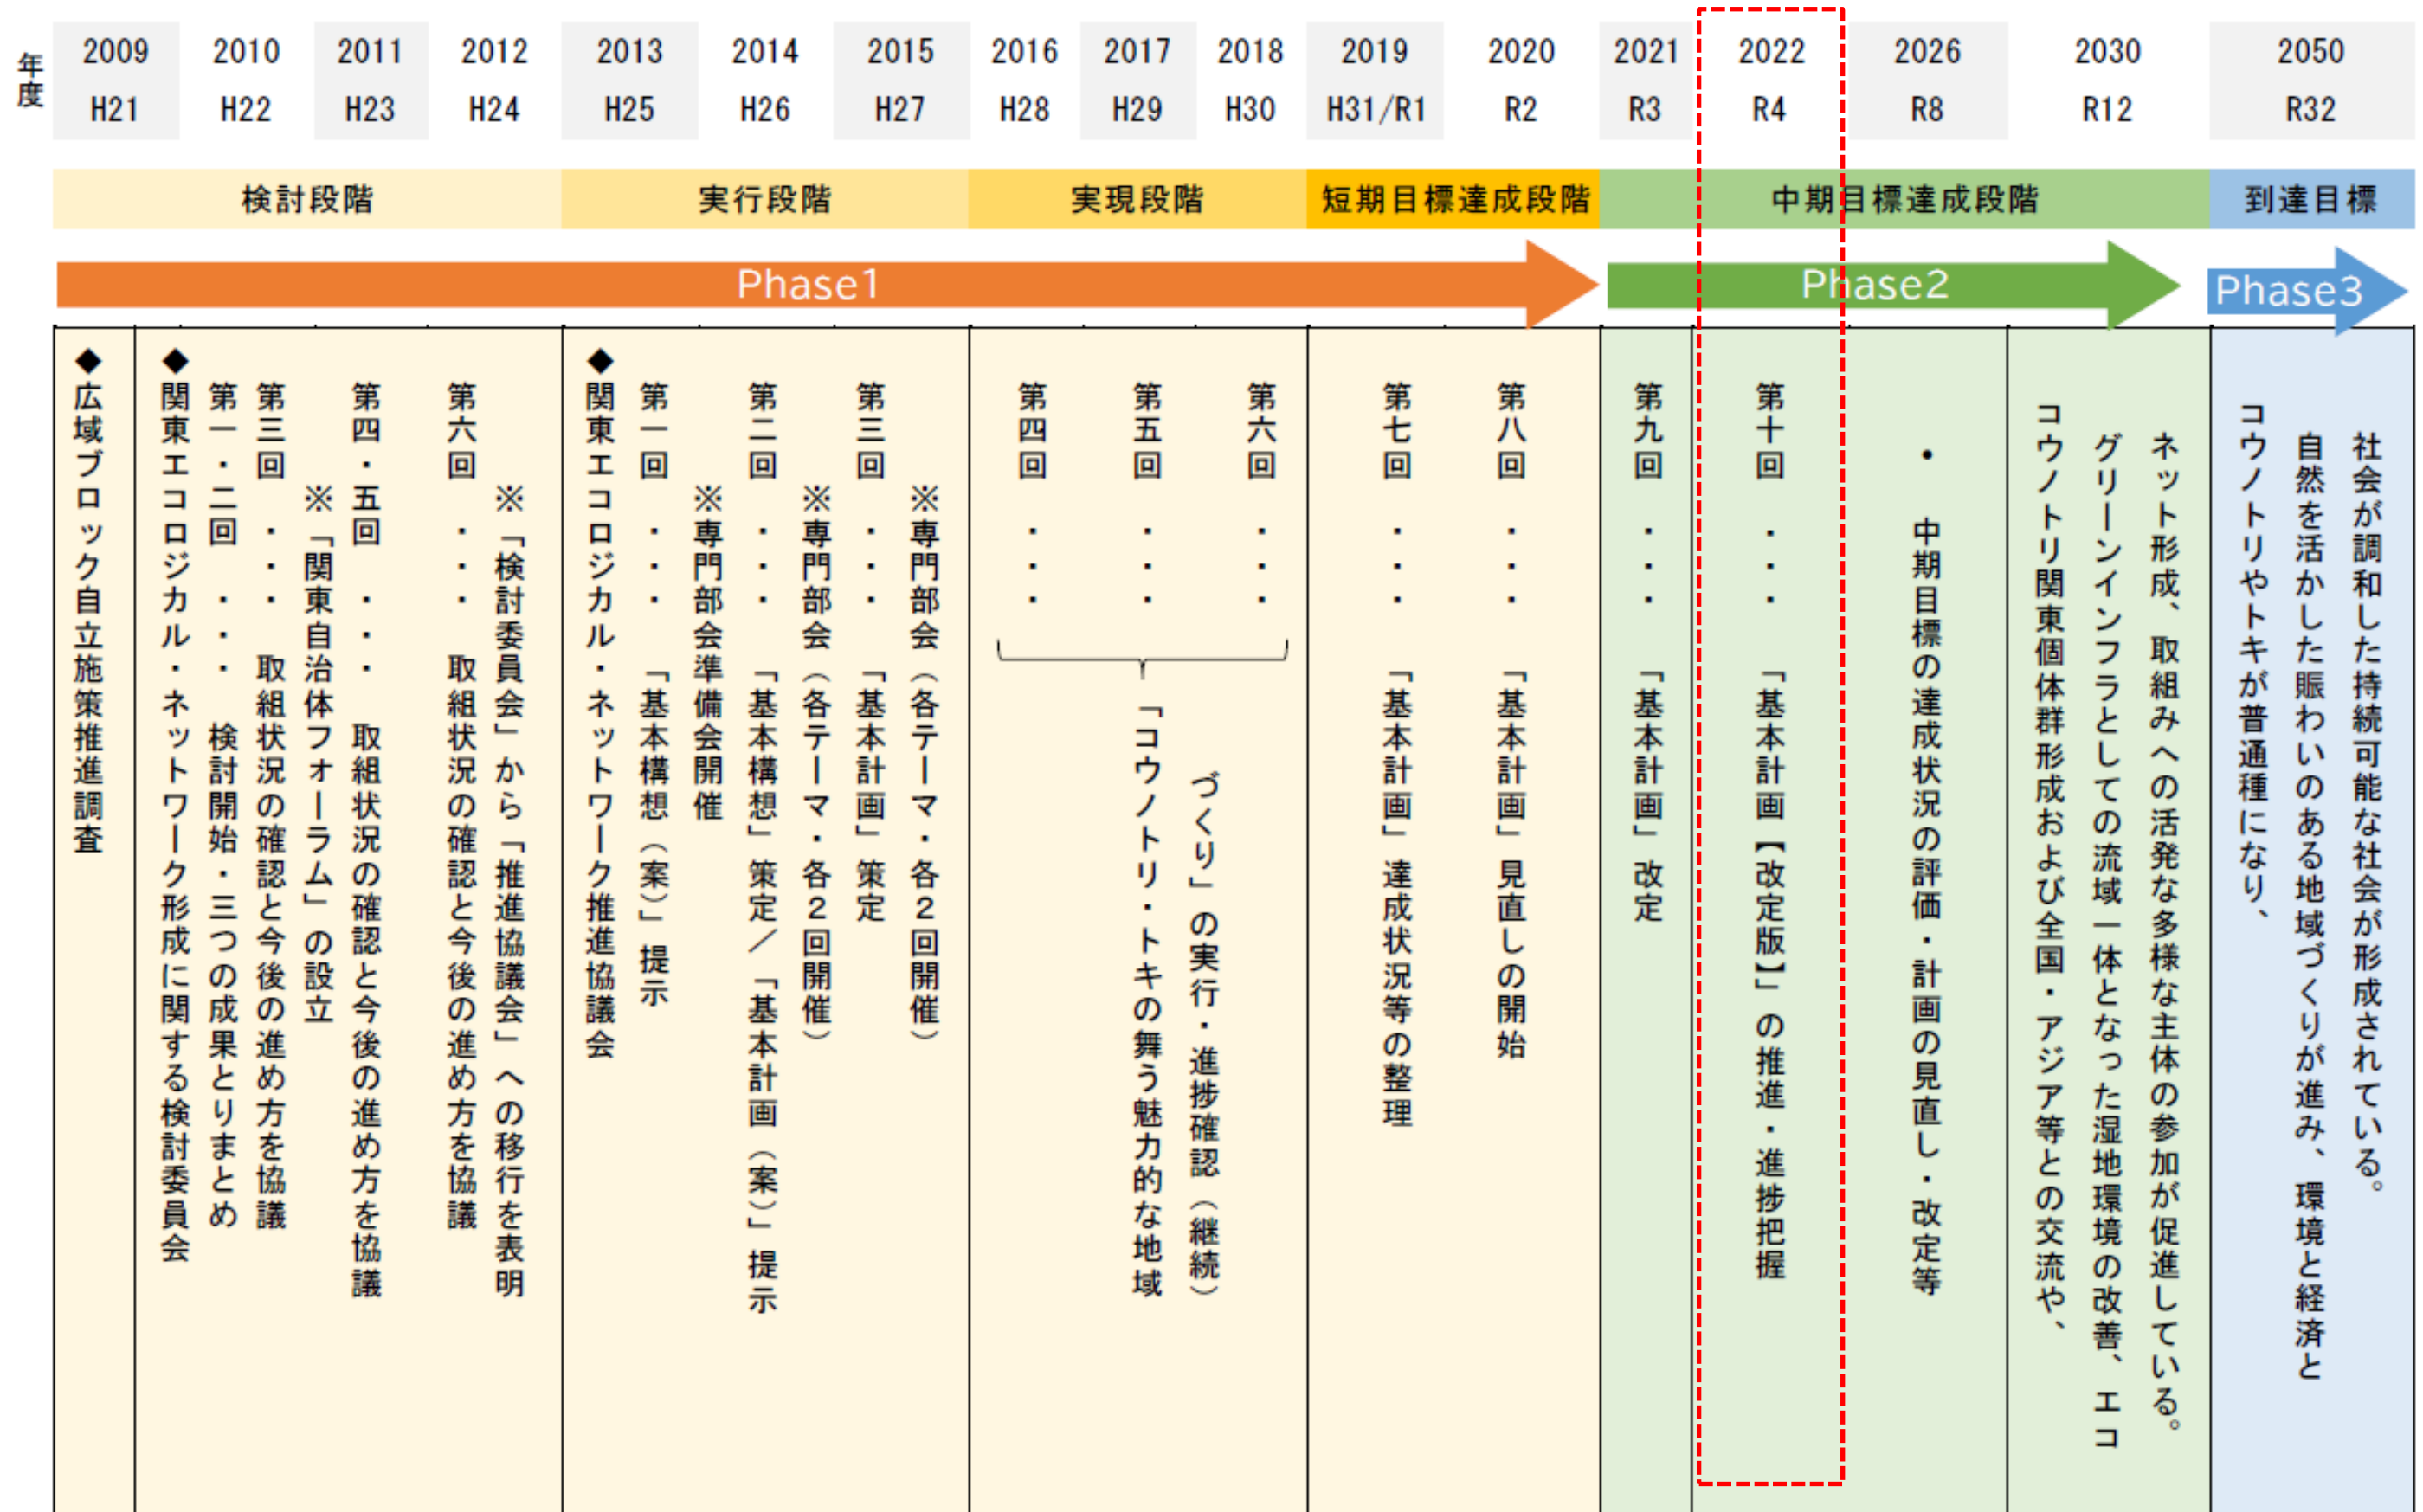 年度
2009 2010 2011 2012 2013 2014 2015 2016 2017 2018 2019 2020 2021 2022 2026 2030 2050
H21 H22 H23 H24 H25 H26 H27 H28 H29 H30 H31/R1 R2 R3 R4 R8 R12 R32
検討段階 実行段階 実現段階 短期目標達成段階 中期目標達成段階 到達目標
Phase1 Phase2 Phase3
◆広域ブロック自立施策推進調査
◆関東エコロジカル・ネットワーク形成に関する検討委員会
第一・二回 ・・・ 検討開始・三つの成果とりまとめ
第三回 ・・・ 取組状況の確認と今後の進め方を協議
※「関東自治体フォーラム」の設立
第四・五回 ・・・ 取組状況の確認と今後の進め方を協議
第六回 ・・・ 取組状況の確認と今後の進め方を協議
※「検討委員会」から「推進協議会」への移行を表明
◆関東エコロジカル・ネットワーク推進協議会
第一回 ・・・ 「基本構想（案）」提示
※専門部会準備会開催
第二回 ・・・ 「基本構想」策定／「基本計画（案）」提示
※専門部会（各テーマ・各2回開催）
第三回 ・・・ 「基本計画」策定
※専門部会（各テーマ・各2回開催）
第四回 ・・・
第五回 ・・・
第六回 ・・・
「コウノトリ・トキの舞う魅力的な地域
づくり」の実行・進捗確認（継続）
第七回 ・・・ 「基本計画」達成状況等の整理
第八回 ・・・ 「基本計画」見直しの開始
第九回 ・・・ 「基本計画」改定
第十回 ・・・ 「基本計画【改定版】」の推進・進捗把握
・ 中期目標の達成状況の評価・計画の見直し・改定等
コウノトリ関東個体群形成および全国・アジア等との交流や、
グリーンインフラとしての流域一体となった湿地環境の改善、エコ
ネット形成、取組みへの活発な多様な主体の参加が促進している。
コウノトリやトキが普通種になり、
自然を活かした賑わいのある地域づくりが進み、環境と経済と
社会が調和した持続可能な社会が形成されている。